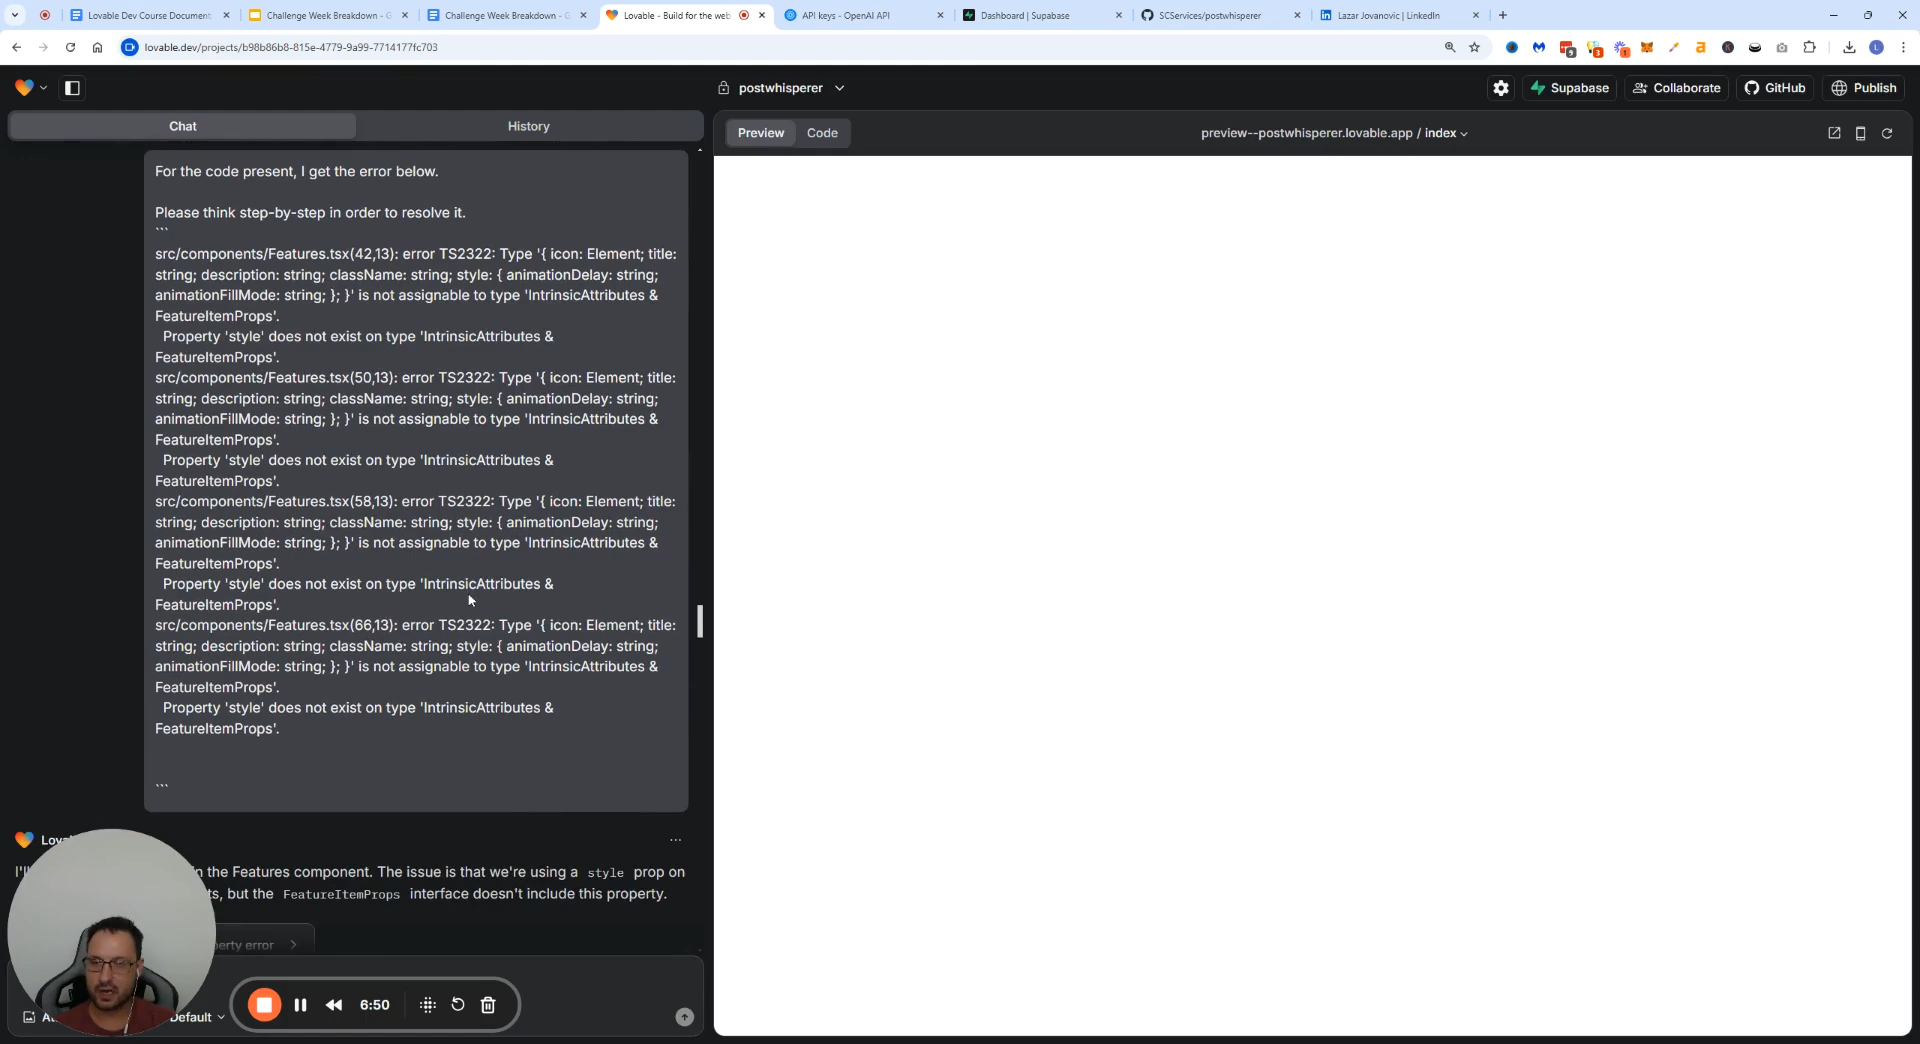 Lovable Dev Course Document
Challenge Week Breakdown - G
Challenge Week Breakdown - G
Lovable - Build for the web
API keys - OpenAI API
Dashboard | Supabase
SCServices/postwhisperer
Lazar Jovanovic | LinkedIn
lovable.dev/projects/b98b86b8-815e-4779-9a99-7714177fc703
postwhisperer
Supabase
Collaborate
GitHub
Publish
Chat
History
Preview
Code
preview--postwhisperer.lovable.app / index
For the code present, I get the error below.
Please think step-by-step in order to resolve it.
```
src/components/Features.tsx(42,13): error TS2322: Type '{ icon: Element; title:
string; description: string; className: string; style: { animationDelay: string;
animationFillMode: string; }; }' is not assignable to type 'IntrinsicAttributes &
FeatureItemProps'.
Property 'style' does not exist on type 'IntrinsicAttributes &
FeatureItemProps'.
src/components/Features.tsx(50,13): error TS2322: Type '{ icon: Element; title:
string; description: string; className: string; style: { animationDelay: string;
animationFillMode: string; }; }' is not assignable to type 'IntrinsicAttributes &
FeatureItemProps'.
Property 'style' does not exist on type 'IntrinsicAttributes &
FeatureItemProps'.
src/components/Features.tsx(58,13): error TS2322: Type '{ icon: Element; title:
string; description: string; className: string; style: { animationDelay: string;
animationFillMode: string; }; }' is not assignable to type 'IntrinsicAttributes &
FeatureItemProps'.
Property 'style' does not exist on type 'IntrinsicAttributes &
FeatureItemProps'.
src/components/Features.tsx(66,13): error TS2322: Type '{ icon: Element; title:
string; description: string; className: string; style: { animationDelay: string;
animationFillMode: string; }; }' is not assignable to type 'IntrinsicAttributes &
FeatureItemProps'.
Property 'style' does not exist on type 'IntrinsicAttributes &
FeatureItemProps'.
```
in the Features component. The issue is that we're using a style prop on
but the FeatureItemProps interface doesn't include this property.
error
6:50
Default